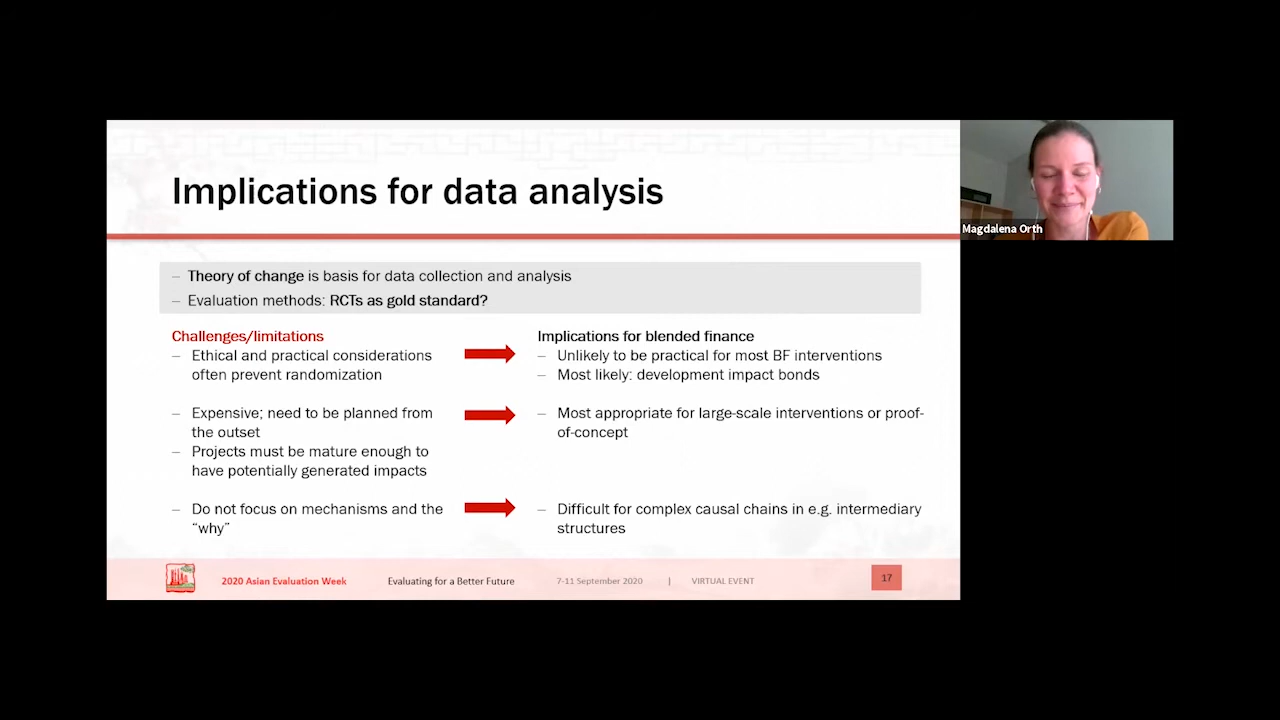 Implications for data analysis
– Theory of change is basis for data collection and analysis
– Evaluation methods: RCTs as gold standard?
Challenges/limitations
– Ethical and practical considerations
often prevent randomization
– Expensive; need to be planned from
the outset
– Projects must be mature enough to
have potentially generated impacts
– Do not focus on mechanisms and the
“why”
Implications for blended finance
– Unlikely to be practical for most BF interventions
– Most likely: development impact bonds
– Most appropriate for large-scale interventions or proof-
of-concept
– Difficult for complex causal chains in e.g. intermediary
structures
2020 Asian Evaluation Week Evaluating for a Better Future 7-11 September 2020 | VIRTUAL EVENT 17
Magdalena Orth